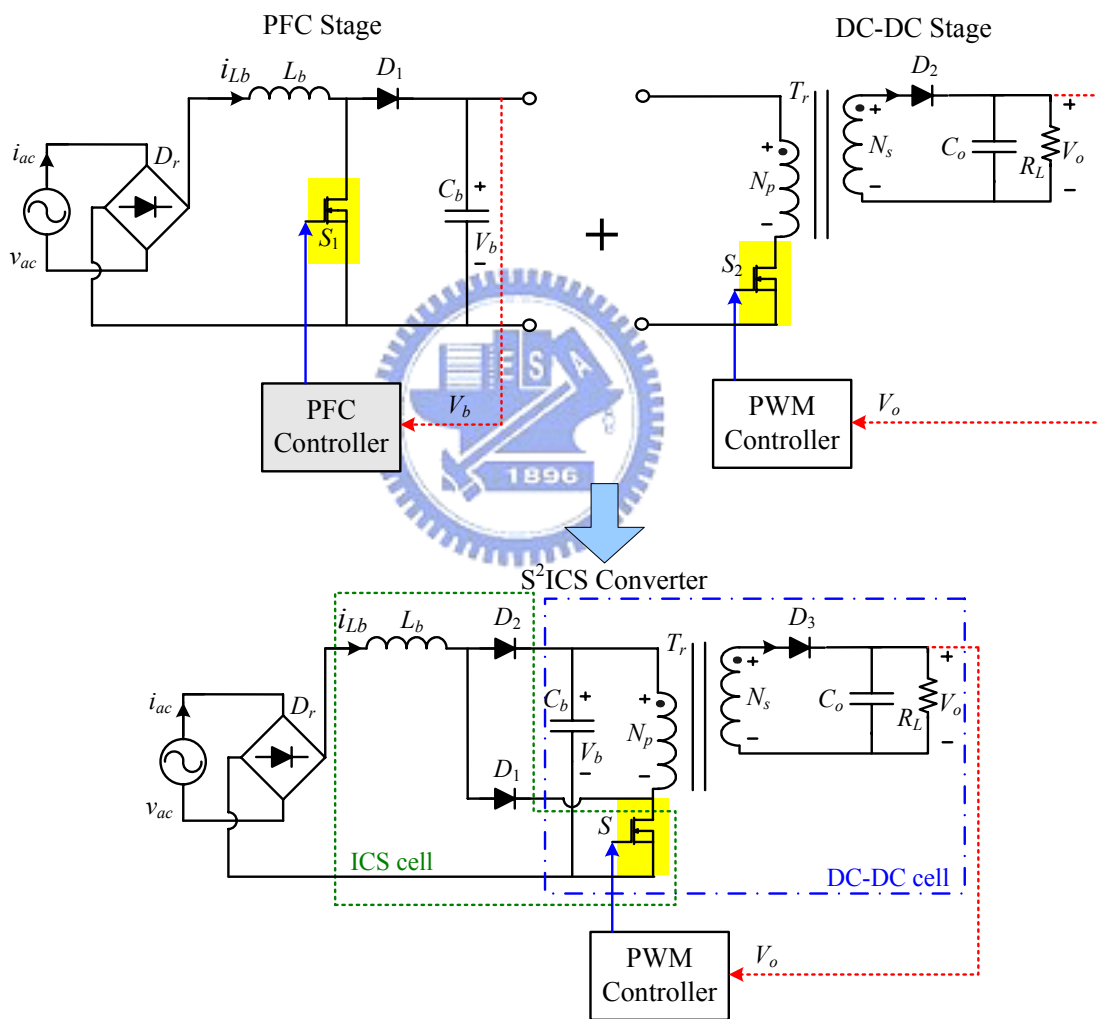 PFC Stage
DC-DC Stage
iLb
Lb
D1
iac
Dr
vac
S1
Cb
+
Vb
−
+
Tr
+
Np
−
S2
+
Ns
−
D2
Co
RL
+
Vo
−
PFC
Controller
Vb
PWM
Controller
Vo
E S A
1896
S²ICS Converter
iLb
Lb
D2
iac
Dr
vac
D1
Cb
+
Vb
−
Tr
+
Np
−
S
+
Ns
−
D3
Co
RL
+
Vo
−
ICS cell
DC-DC cell
PWM
Controller
Vo